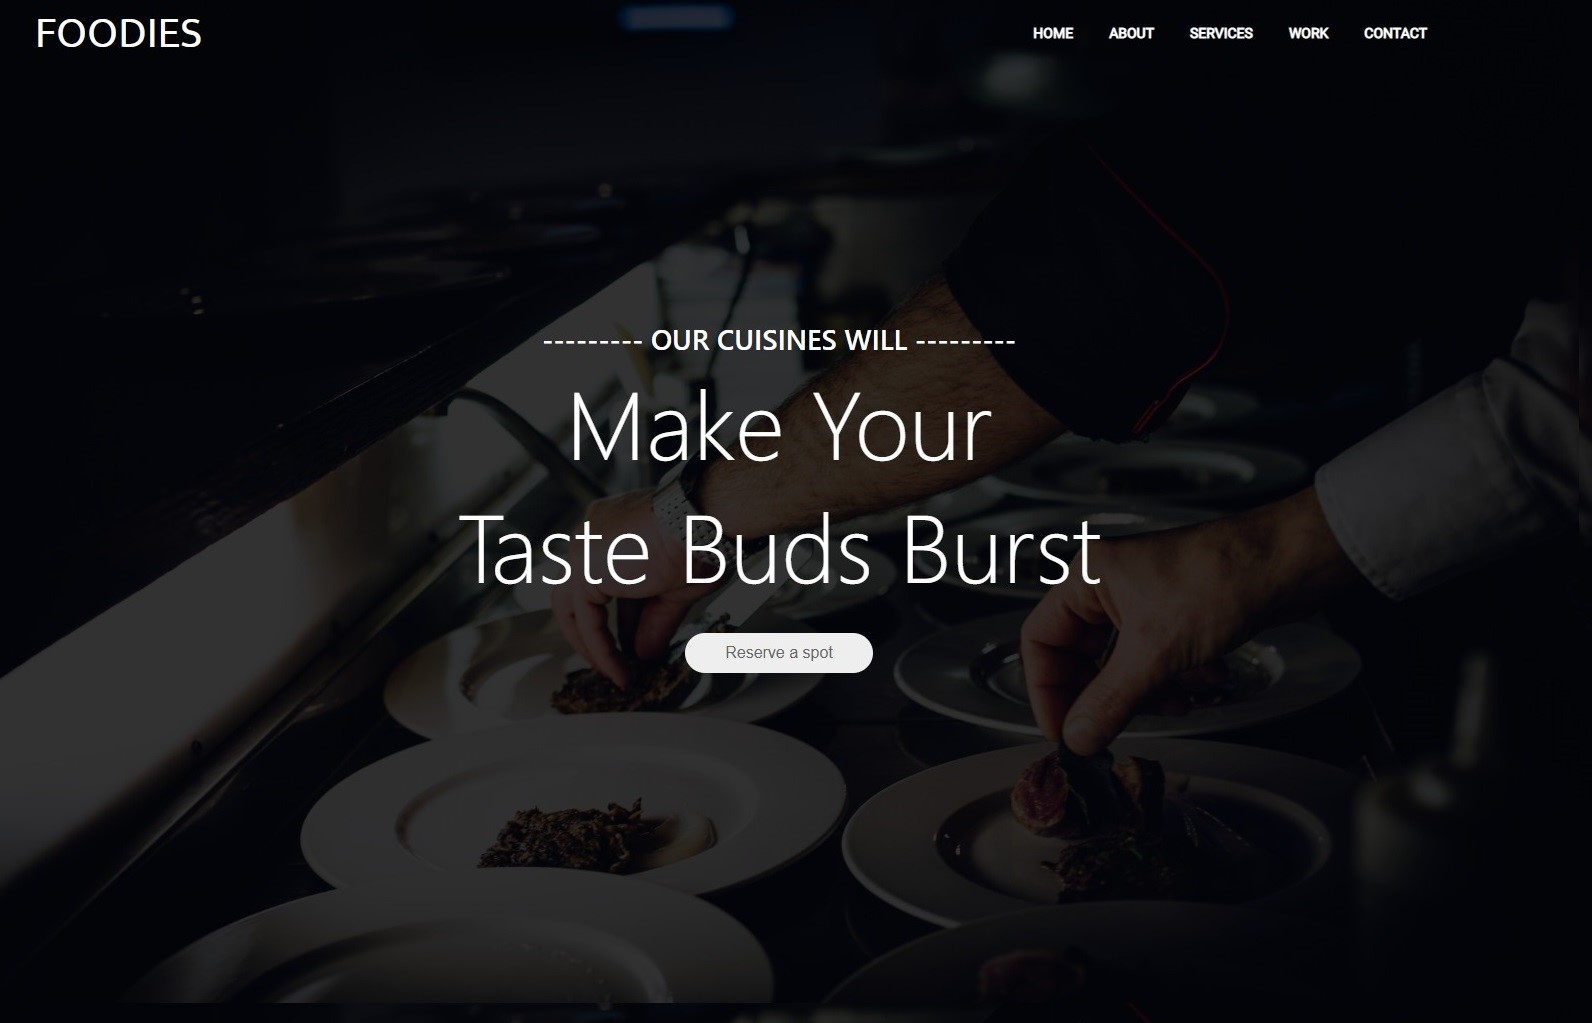 FOODIES
HOME ABOUT SERVICES WORK CONTACT
--------- OUR CUISINES WILL ---------
Make Your
Taste Buds Burst
Reserve a spot